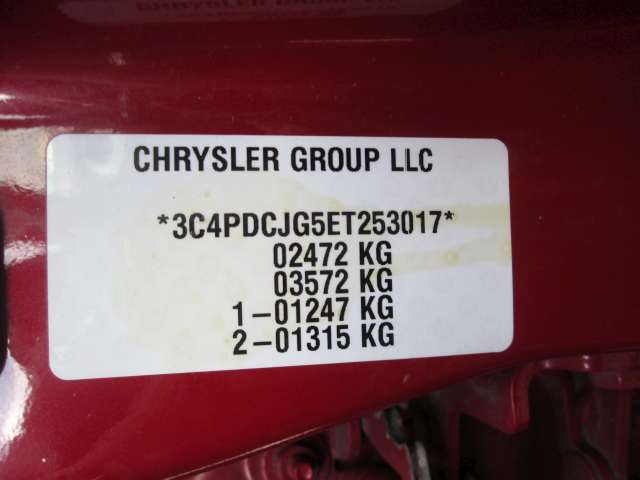 CHRYSLER GROUP LLC
*3C4PDCJG5ET253017*
02472 KG
03572 KG
1-01247 KG
2-01315 KG